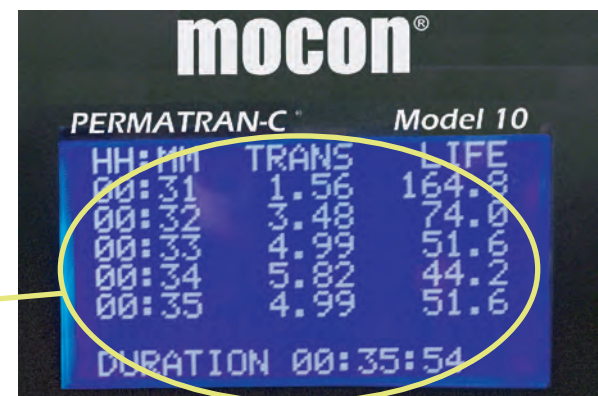 mocon®
PERMATRAN-C® Model 10
HH:MM TRANS LIFE
00:31 1.56 164.8
00:32 3.48 74.0
00:33 4.99 51.6
00:34 5.82 44.2
00:35 4.99 51.6
DURATION 00:35:54